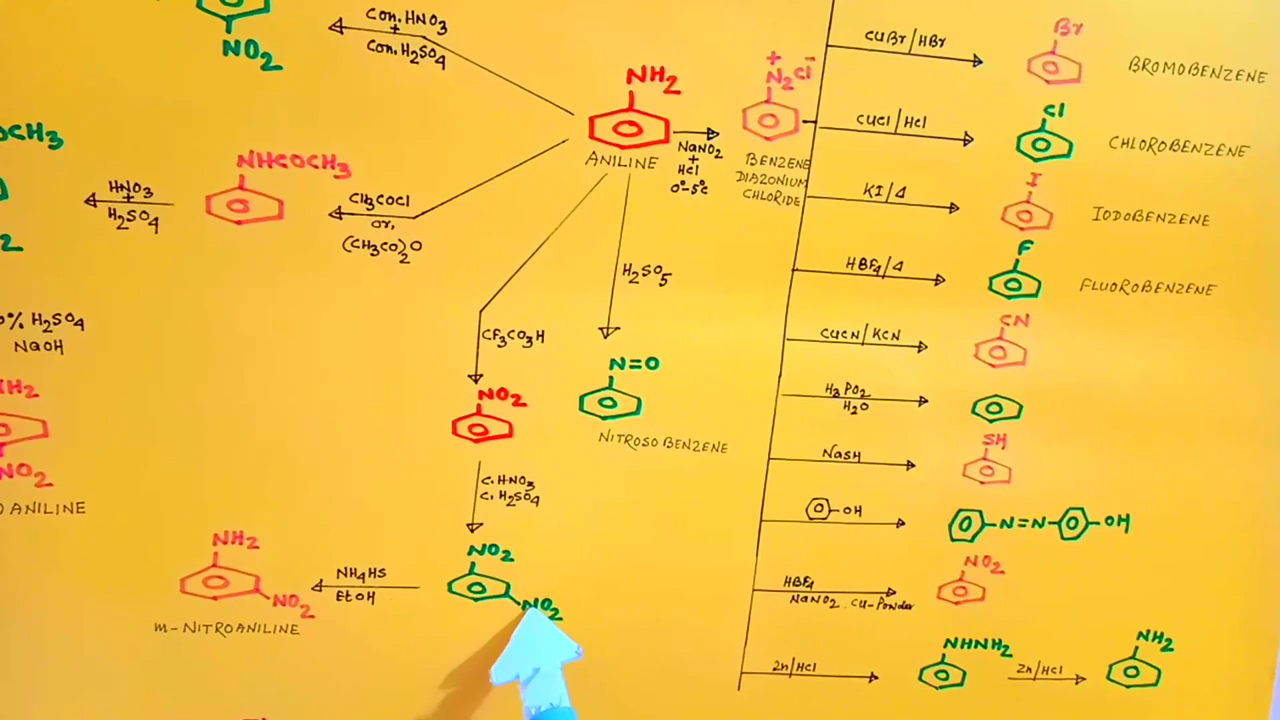 NO2
Con. HNO3
+
Con. H2SO4
NH2
ANILINE
NaNO2
+
HCl
0°-5°C
+
N2Cl-
BENZENE
DIAZONIUM
CHLORIDE
CUBr/HBr
Br
BROMOBENZENE
CUCl/HCl
Cl
CHLOROBENZENE
KI/Δ
I
IODOBENZENE
HBF4/Δ
F
FLUOROBENZENE
CUCN/KCN
CN
H3PO2
H2O
NaSH
SH
-OH
-N=N-
-OH
HBF4
NaNO2, CU-Powder
NO2
Zn/HCl
NHNH2
Zn/HCl
NH2
OCH3
HNO3
+
H2SO4
NHCOCH3
CH3COCl
or,
(CH3CO)2O
2
% H2SO4
NaOH
H2
NO2
ANILINE
CF3CO3H
NO2
H2SO5
N=O
NITROSO BENZENE
C. HNO3
C. H2SO4
NO2
NO2
NH4HS
EtOH
NH2
NO2
m-NITROANILINE